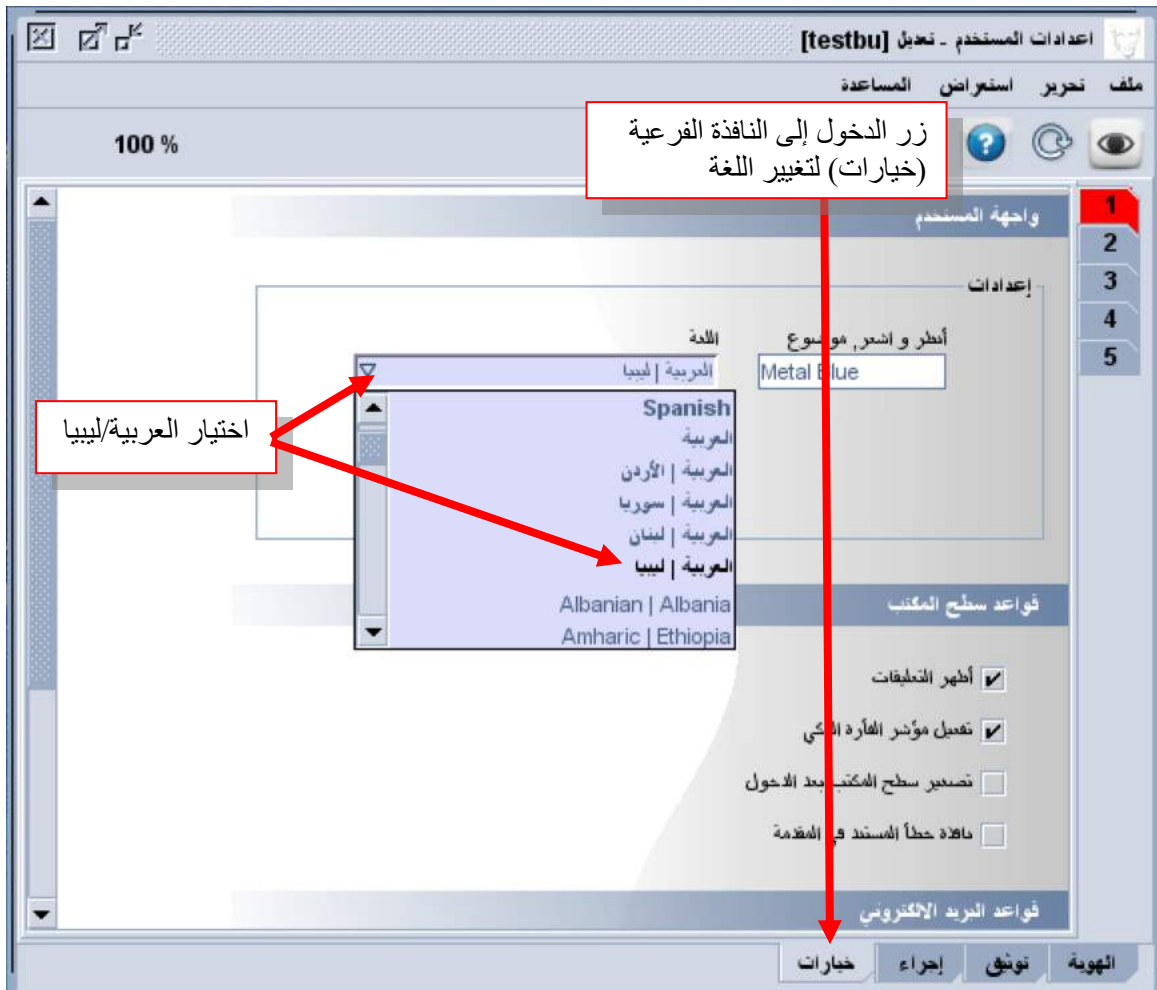 اعدادات المستخدم ـ تعديل [testbu]
ملف تحرير استعراض المساعدة
100 %
زر الدخول إلى النافذة الفرعية
(خيارات) لتغيير اللغة
واجهة المستخدم
1
2
3
4
5
إعدادات
أنظر و اشعر, موضوع
Metal Blue
اللغة
العربية | ليبيا
Spanish
العربية
العربية | الأردن
العربية | سوريا
العربية | لبنان
العربية | ليبيا
Albanian | Albania
Amharic | Ethiopia
اختيار العربية/ليبيا
قواعد سطح المكتب
أظهر التعليقات
تفعيل مؤشر الفأرة الذكي
تصغير سطح المكتب بعد الدخول
نافذة خطأ المستند في المقدمة
قواعد البريد الالكتروني
الهوية توثيق إجراء خيارات